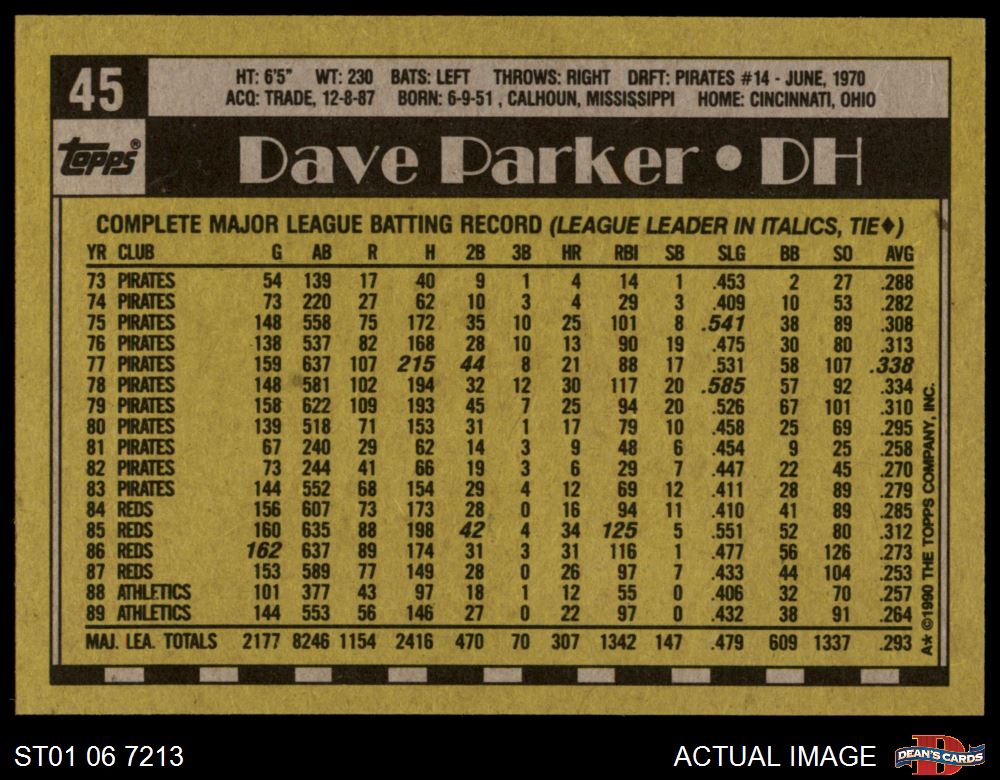 45
HT: 6'5" WT: 230 BATS: LEFT THROWS: RIGHT DRFT: PIRATES #14 - JUNE, 1970
ACQ: TRADE, 12-8-87 BORN: 6-9-51 , CALHOUN, MISSISSIPPI HOME: CINCINNATI, OHIO
topps®
Dave Parker • DH
COMPLETE MAJOR LEAGUE BATTING RECORD (LEAGUE LEADER IN ITALICS, TIE♦)
YR CLUB G AB R H 2B 3B HR RBI SB SLG BB SO AVG
73 PIRATES 54 139 17 40 9 1 4 14 1 .453 2 27 .288
74 PIRATES 73 220 27 62 10 3 4 29 3 .409 10 53 .282
75 PIRATES 148 558 75 172 35 10 25 101 8 .541 38 89 .308
76 PIRATES 138 537 82 168 28 10 13 90 19 .475 30 80 .313
77 PIRATES 159 637 107 215 44 8 21 88 17 .531 58 107 .338
78 PIRATES 148 581 102 194 32 12 30 117 20 .585 57 92 .334
79 PIRATES 158 622 109 193 45 7 25 94 20 .526 67 101 .310
80 PIRATES 139 518 71 153 31 1 17 79 10 .458 25 69 .295
81 PIRATES 67 240 29 62 14 3 9 48 6 .454 9 25 .258
82 PIRATES 73 244 41 66 19 3 6 29 7 .447 22 45 .270
83 PIRATES 144 552 68 154 29 4 12 69 12 .411 28 89 .279
84 REDS 156 607 73 173 28 0 16 94 11 .410 41 89 .285
85 REDS 160 635 88 198 42 4 34 125 5 .551 52 80 .312
86 REDS 162 637 89 174 31 3 31 116 1 .477 56 126 .273
87 REDS 153 589 77 149 28 0 26 97 7 .433 44 104 .253
88 ATHLETICS 101 377 43 97 18 1 12 55 0 .406 32 70 .257
89 ATHLETICS 144 553 56 146 27 0 22 97 0 .432 38 91 .264
MAJ. LEA. TOTALS 2177 8246 1154 2416 470 70 307 1342 147 .479 609 1337 .293
A★ ©1990 THE TOPPS COMPANY, INC.
ST01 06 7213
ACTUAL IMAGE
D
DEAN'S CARDS